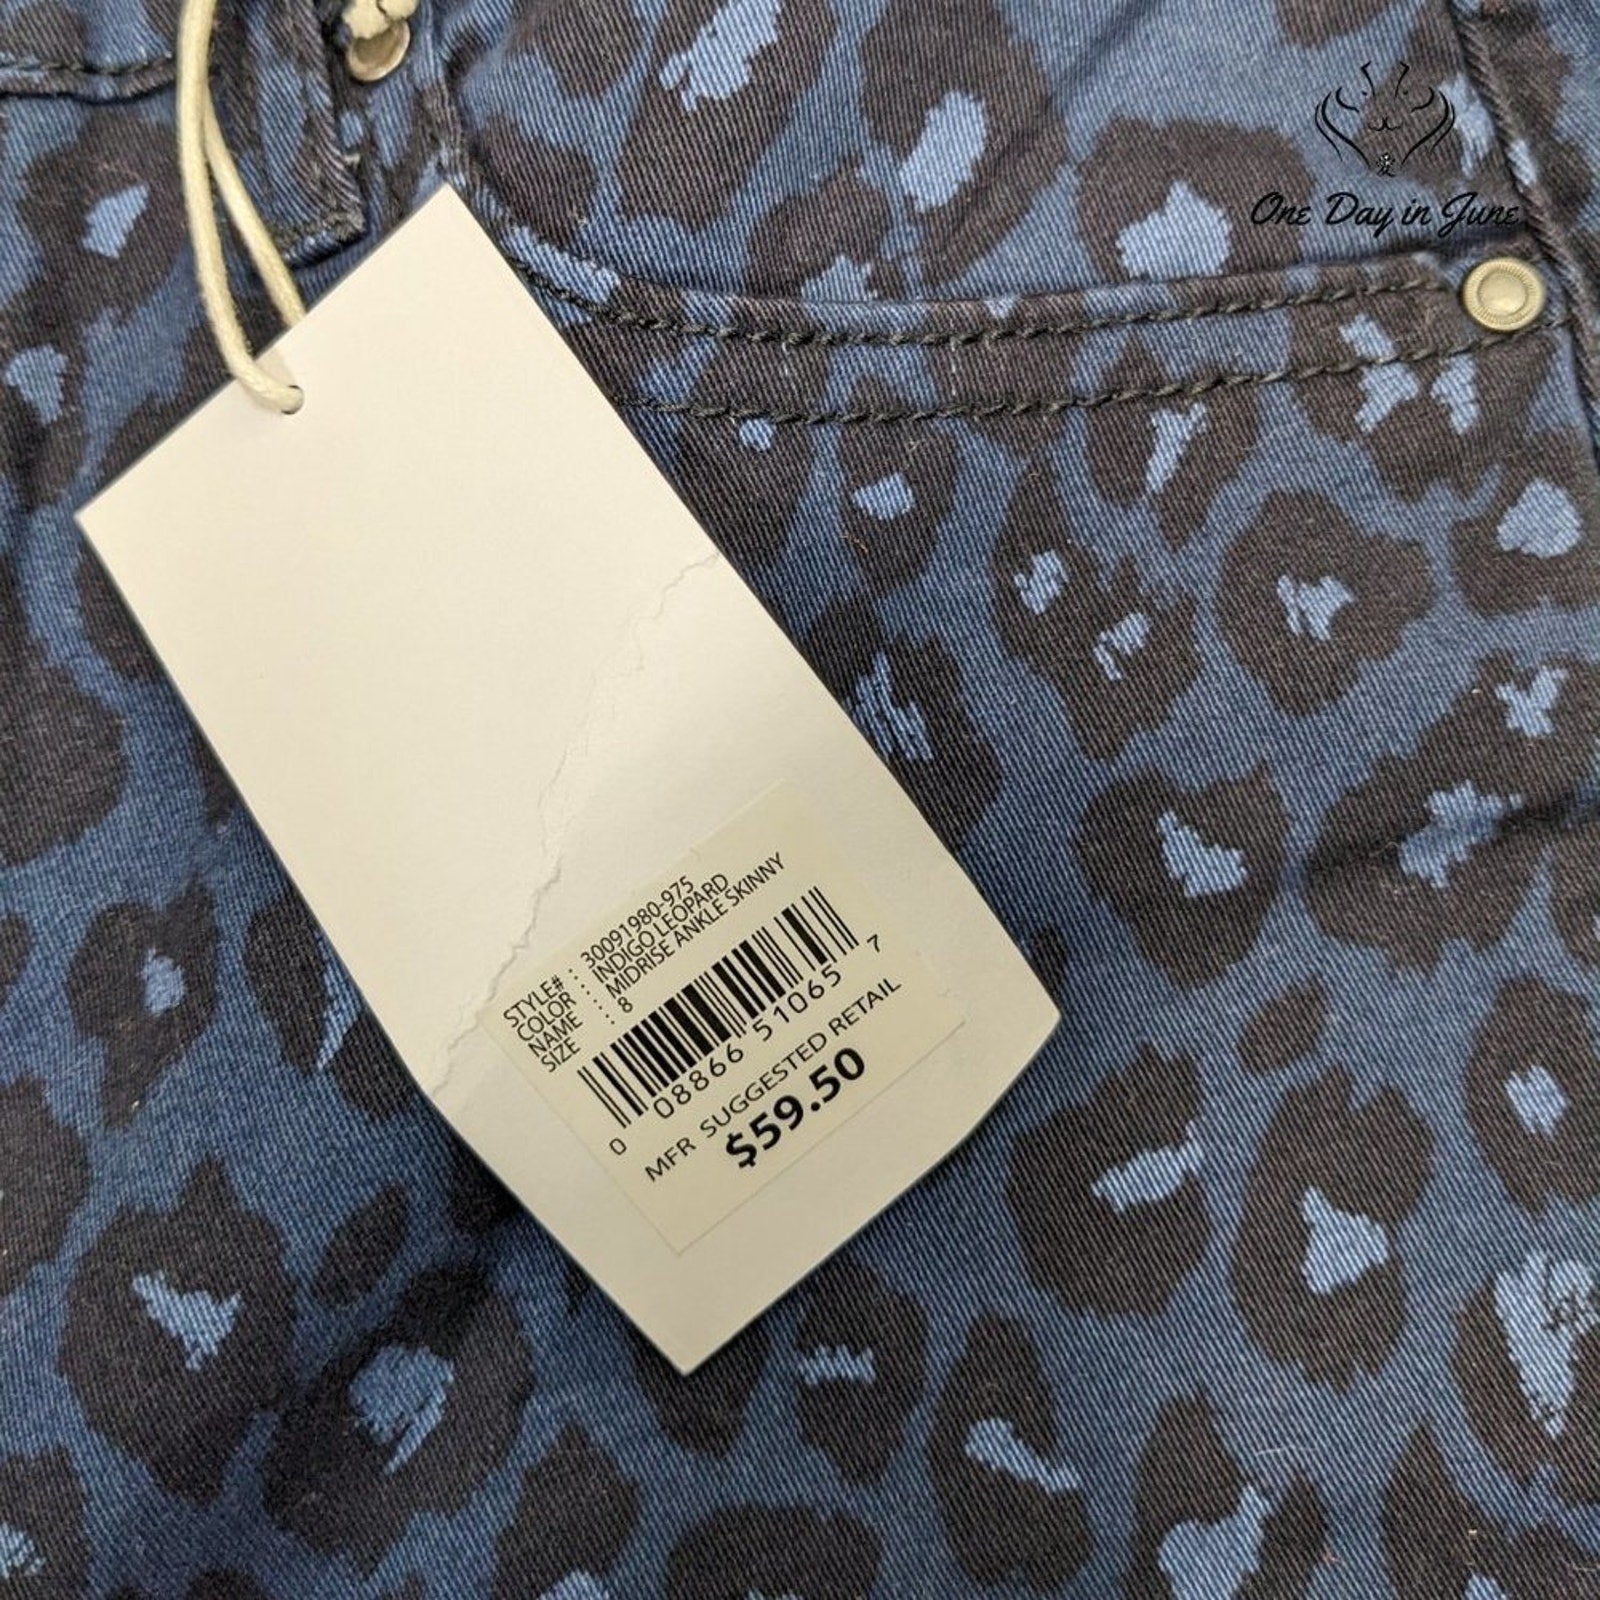 One Day in June
STYLE# : 30091980-975
COLOR : INDIGO LEOPARD
NAME : MIDRISE ANKLE SKINNY
SIZE : 8
0 08866 51065 7
MFR SUGGESTED RETAIL
$59.50